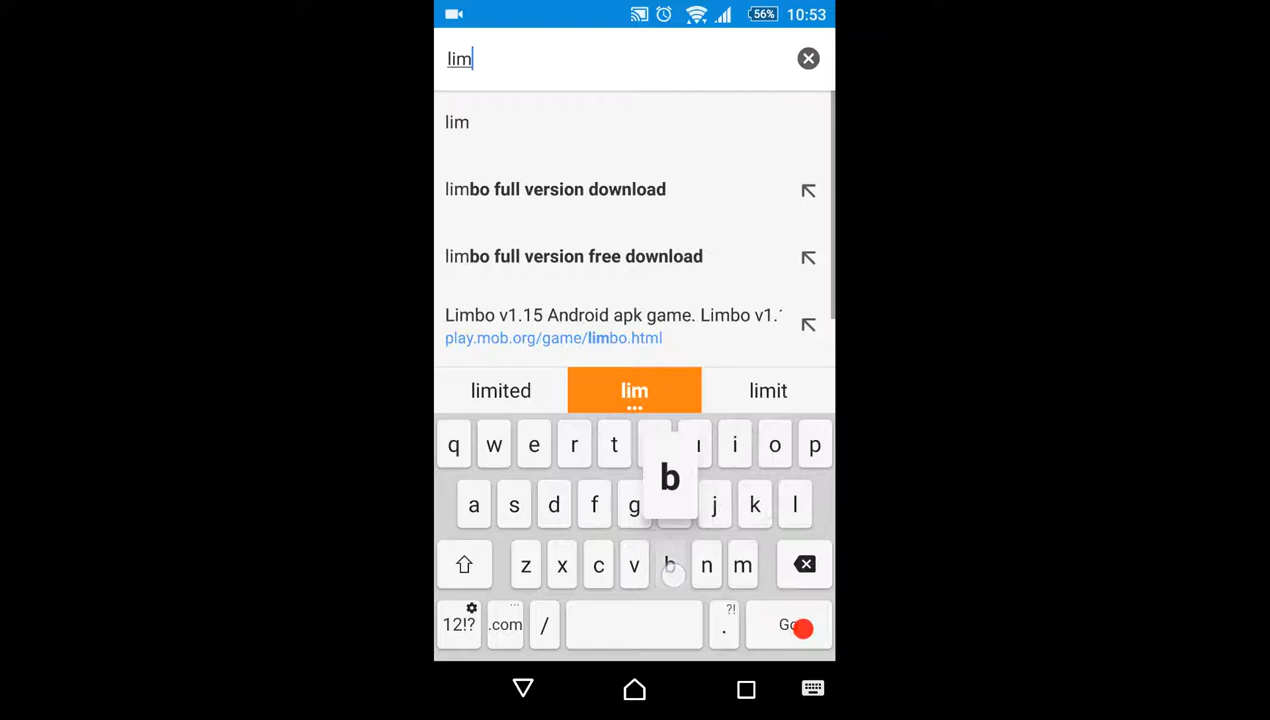 56% 10:53
lim
lim
limbo full version download
limbo full version free download
Limbo v1.15 Android apk game. Limbo v1.
play.mob.org/game/limbo.html
limited lim limit
q w e r t u i o p
b
a s d f g j k l
z x c v b n m
12!? .com / . ?! Go